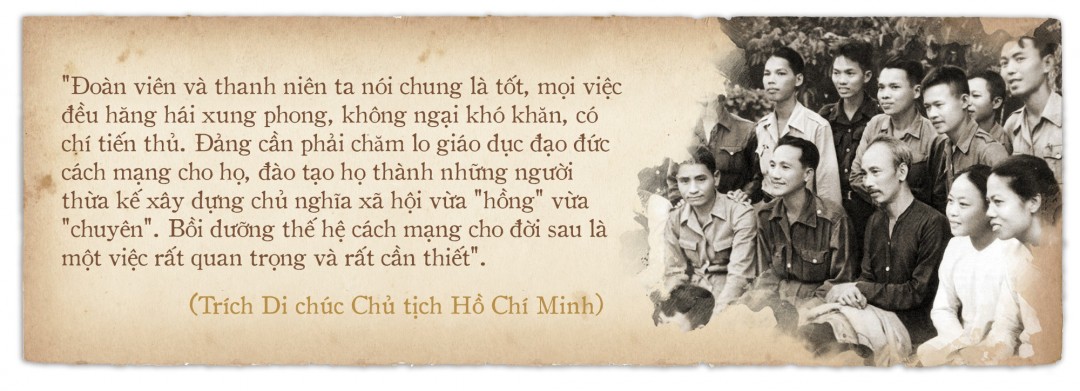 "Đoàn viên và thanh niên ta nói chung là tốt, mọi việc
đều hăng hái xung phong, không ngại khó khăn, có
chí tiến thủ. Đảng cần phải chăm lo giáo dục đạo đức
cách mạng cho họ, đào tạo họ thành những người
thừa kế xây dựng chủ nghĩa xã hội vừa "hồng" vừa
"chuyên". Bồi dưỡng thế hệ cách mạng cho đời sau là
một việc rất quan trọng và rất cần thiết".
(Trích Di chúc Chủ tịch Hồ Chí Minh)